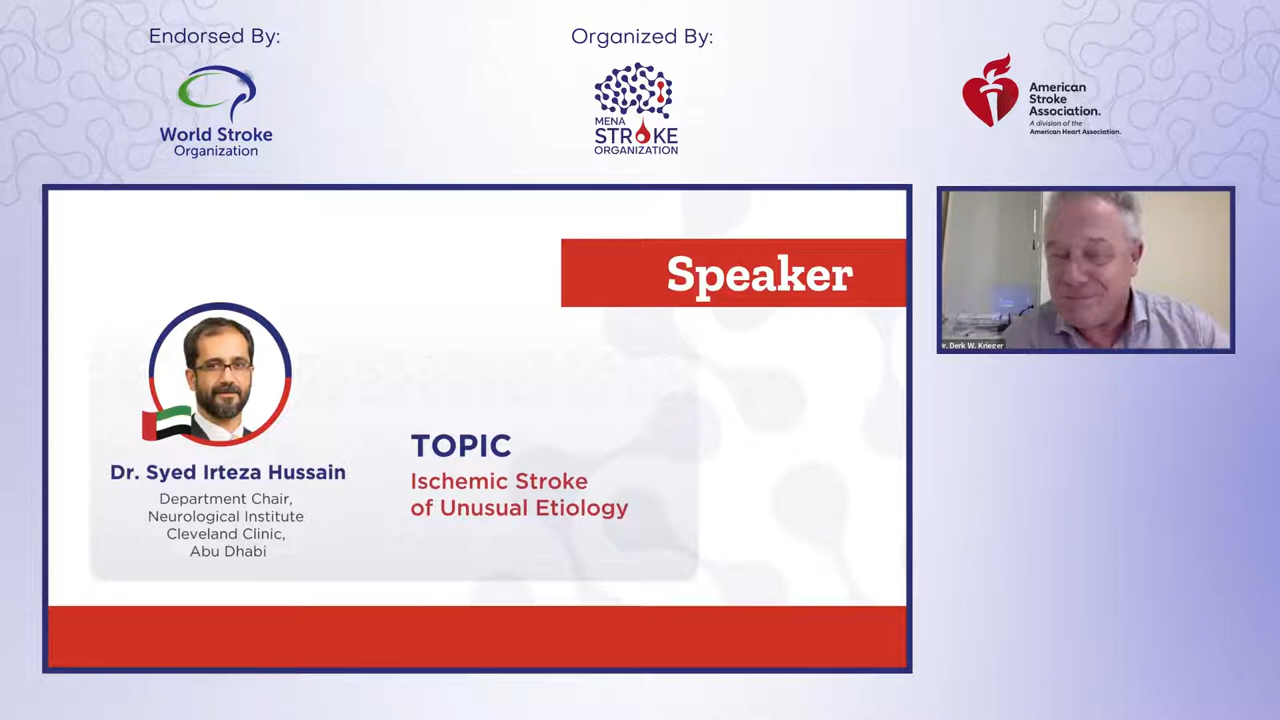 Endorsed By:
World Stroke
Organization
Organized By:
MENA
STROKE
ORGANIZATION
American
Stroke
Association.
A division of the
American Heart Association.
Speaker
Dr. Syed Irteza Hussain
Department Chair,
Neurological Institute
Cleveland Clinic,
Abu Dhabi
TOPIC
Ischemic Stroke
of Unusual Etiology
r. Derk W. Krieger